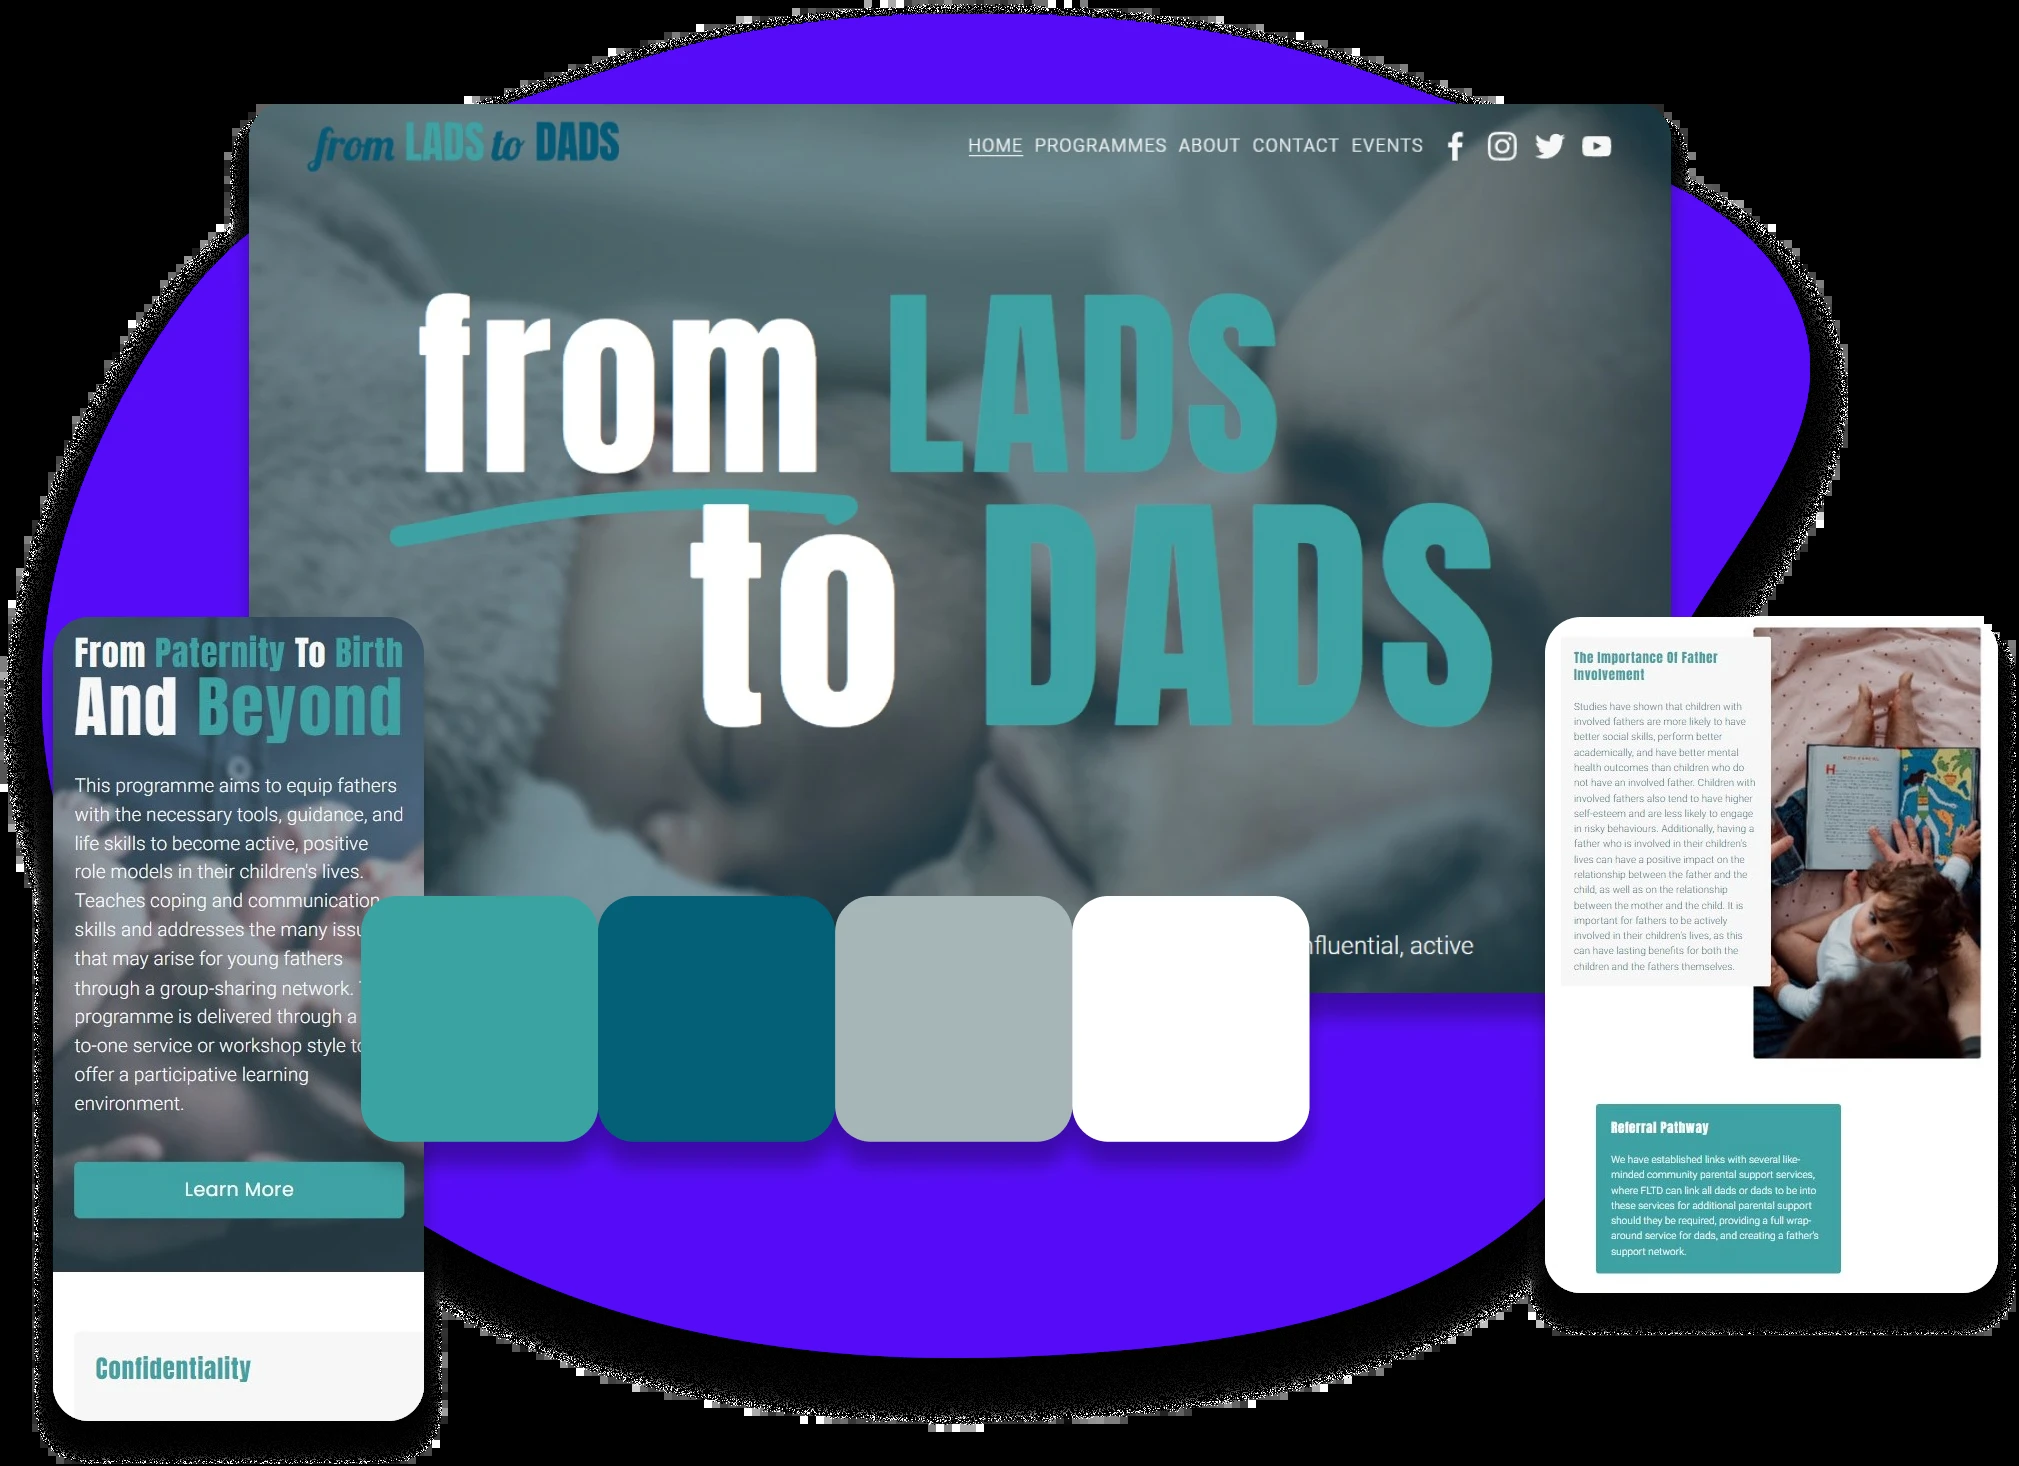 from LADS to DADS
HOME PROGRAMMES ABOUT CONTACT EVENTS
from LADS
to DADS
influential, active
From Paternity To Birth
And Beyond
This programme aims to equip fathers
with the necessary tools, guidance, and
life skills to become active, positive
role models in their children's lives.
Teaches coping and communication
skills and addresses the many
that may arise for young fathers
through a group-sharing network.
programme is delivered through a
to-one service or workshop style to
offer a participative learning
environment.
Learn More
Confidentiality
The Importance Of Father
Involvement
Studies have shown that children with
involved fathers are more likely to have
better social skills, perform better
academically, and have better mental
health outcomes than children who do
not have an involved father. Children with
involved fathers also tend to have higher
self-esteem and are less likely to engage
in risky behaviours. Additionally, having a
father who is involved in their children's
lives can have a positive impact on the
relationship between the father and the
child, as well as on the relationship
between the mother and the child. It is
important for fathers to be actively
involved in their children's lives, as this
can have lasting benefits for both the
children and the fathers themselves.
Referral Pathway
We have established links with several like-
minded community parental support services,
where FLTD can link all dads or dads to be into
these services for additional parental support
should they be required, providing a full wrap-
around service for dads, and creating a father's
support network.